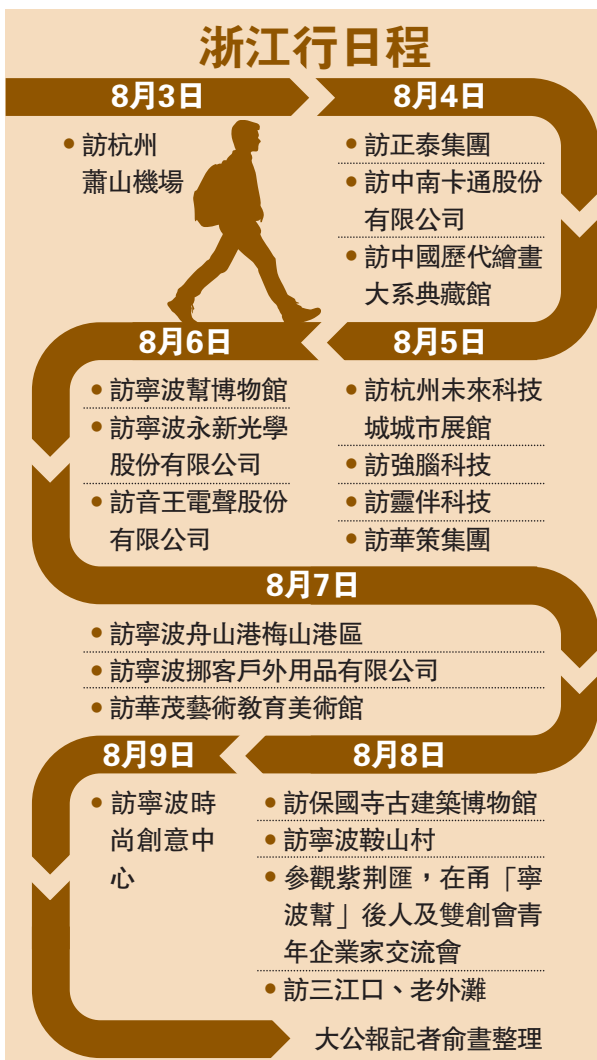 浙江行日程
8月3日
• 訪杭州
蕭山機場
8月4日
• 訪正泰集團
• 訪中南卡通股份
有限公司
• 訪中國歷代繪畫
大系典藏館
8月5日
• 訪杭州未來科技
城城市展館
• 訪強腦科技
• 訪靈伴科技
• 訪華策集團
8月6日
• 訪寧波幫博物館
• 訪寧波永新光學
股份有限公司
• 訪音王電聲股份
有限公司
8月7日
• 訪寧波舟山港梅山港區
• 訪寧波挪客戶外用品有限公司
• 訪華茂藝術教育美術館
8月8日
• 訪保國寺古建築博物館
• 訪寧波鞍山村
• 參觀紫荆匯，在甬「寧
波幫」後人及雙創會青
年企業家交流會
• 訪三江口、老外灘
8月9日
• 訪寧波時
尚創意中
心
大公報記者俞晝整理